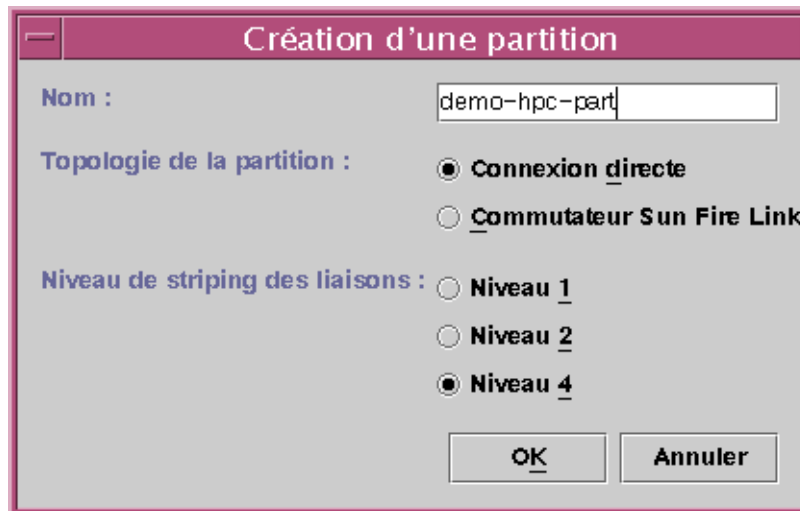 Création d'une partition
Nom : demo-hpc-part
Topologie de la partition : Connexion directe
Commutateur Sun Fire Link
Niveau de striping des liaisons : Niveau 1
Niveau 2
Niveau 4
OK Annuler